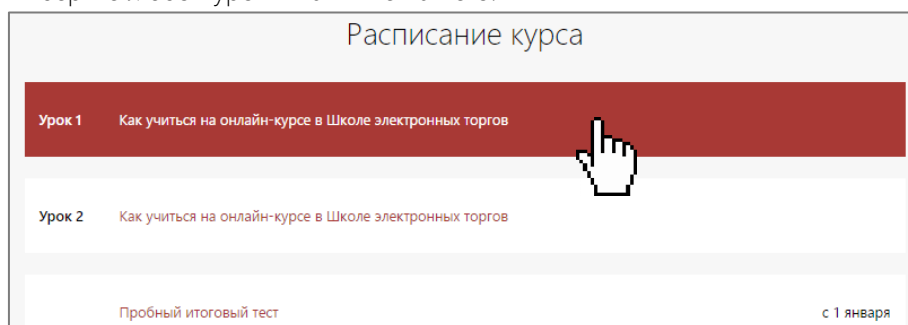 Расписание курса
Урок 1 Как учиться на онлайн-курсе в Школе электронных торгов
Урок 2 Как учиться на онлайн-курсе в Школе электронных торгов
Пробный итоговый тест с 1 января